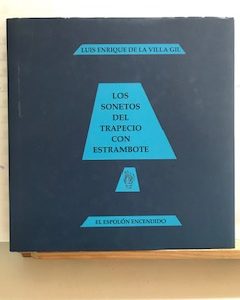 LUIS ENRIQUE DE LA VILLA GIL
LOS
SONETOS
DEL
TRAPECIO
CON
ESTRAMBOTE
EL ESPOLÓN ENCENDIDO